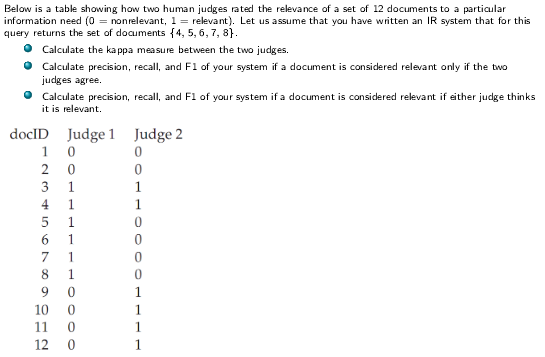 Below is a table showing how two human judges rated the relevance of a set of 12 documents to a particular
information need (0 = nonrelevant, 1 = relevant). Let us assume that you have written an IR system that for this
query returns the set of documents {4, 5, 6, 7, 8}.
Calculate the kappa measure between the two judges.
Calculate precision, recall, and F1 of your system if a document is considered relevant only if the two
judges agree.
Calculate precision, recall, and F1 of your system if a document is considered relevant if either judge thinks
it is relevant.
docID Judge 1 Judge 2
1 0 0
2 0 0
3 1 1
4 1 1
5 1 0
6 1 0
7 1 0
8 1 0
9 0 1
10 0 1
11 0 1
12 0 1